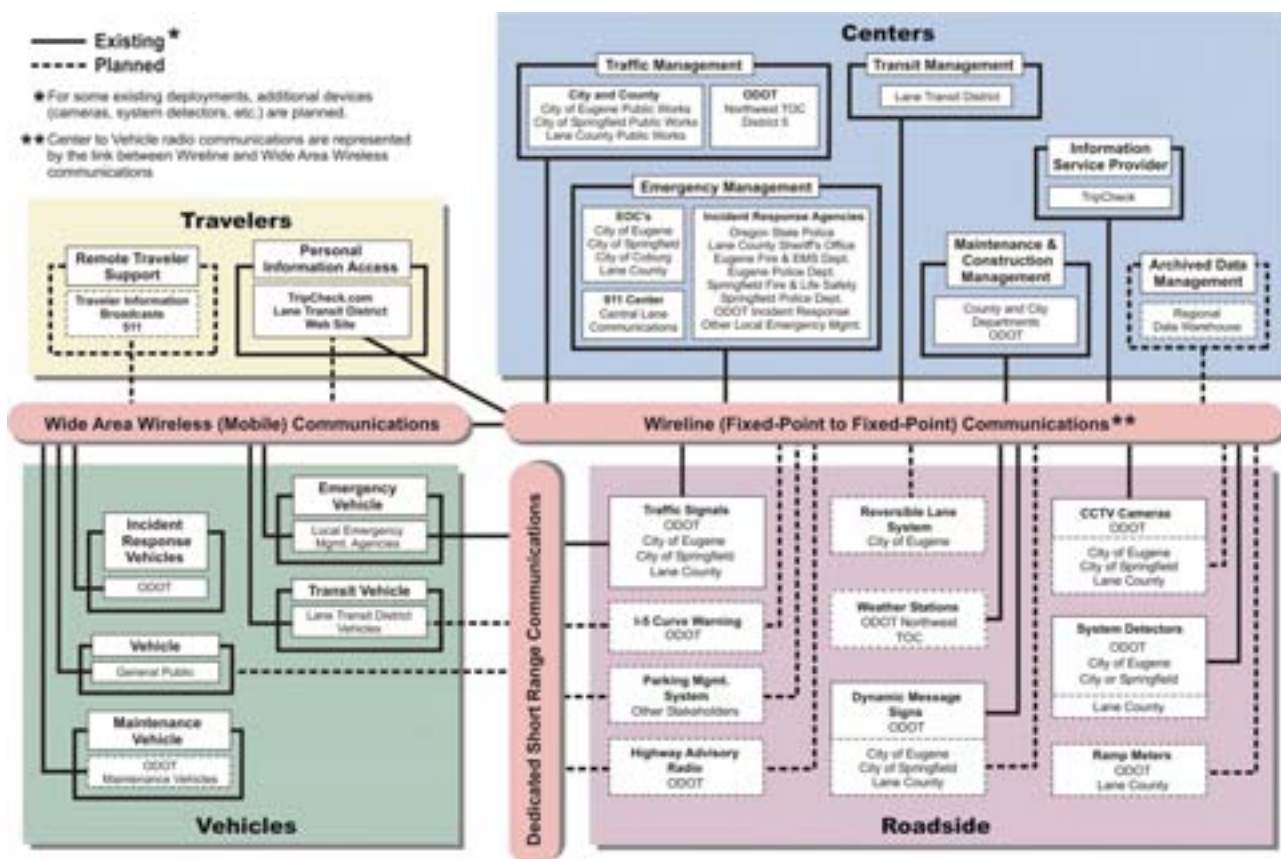 Existing*
Planned
★For some existing deployments, additional devices
(cameras, system detectors, etc.) are planned.
★★Center to Vehicle radio communications are represented
by the link between Wireline and Wide Area Wireless
communications
Centers
Traffic Management
City and County
City of Eugene Public Works
City of Springfield Public Works
Lane County Public Works
ODOT
Northwest TOC
District 5
Transit Management
Lane Transit District
Information
Service Provider
TripCheck
Emergency Management
EOC's
City of Eugene
City of Springfield
City of Coburg
Lane County
911 Center
Central Lane
Communications
Incident Response Agencies
Oregon State Police
Lane County Sheriff's Office
Eugene Fire & EMS Dept.
Eugene Police Dept.
Springfield Fire & Life Safety
Springfield Police Dept.
ODOT Incident Response
Other Local Emergency Mgmt.
Maintenance &
Construction
Management
County and City
Departments
ODOT
Archived Data
Management
Regional
Data Warehouse
Travelers
Remote Traveler
Support
Traveler Information
Broadcasts
511
Personal
Information Access
TripCheck.com
Lane Transit District
Web Site
Wide Area Wireless (Mobile) Communications
Wireline (Fixed-Point to Fixed-Point) Communications★★
Incident
Response
Vehicles
ODOT
Emergency
Vehicle
Local Emergency
Mgmt. Agencies
Transit Vehicle
Lane Transit District
Vehicles
Vehicle
General Public
Maintenance
Vehicle
ODOT
Maintenance Vehicles
Vehicles
Dedicated Short Range Communications
Traffic Signals
ODOT
City of Eugene
City of Springfield
Lane County
I-5 Curve Warning
ODOT
Parking Mgmt.
System
Other Stakeholders
Highway Advisory
Radio
ODOT
Reversible Lane
System
City of Eugene
Weather Stations
ODOT Northwest
TOC
Dynamic Message
Signs
ODOT
City of Eugene
City of Springfield
Lane County
CCTV Cameras
ODOT
City of Eugene
City of Springfield
Lane County
System Detectors
ODOT
City of Eugene
City or Springfield
Lane County
Ramp Meters
ODOT
Lane County
Roadside